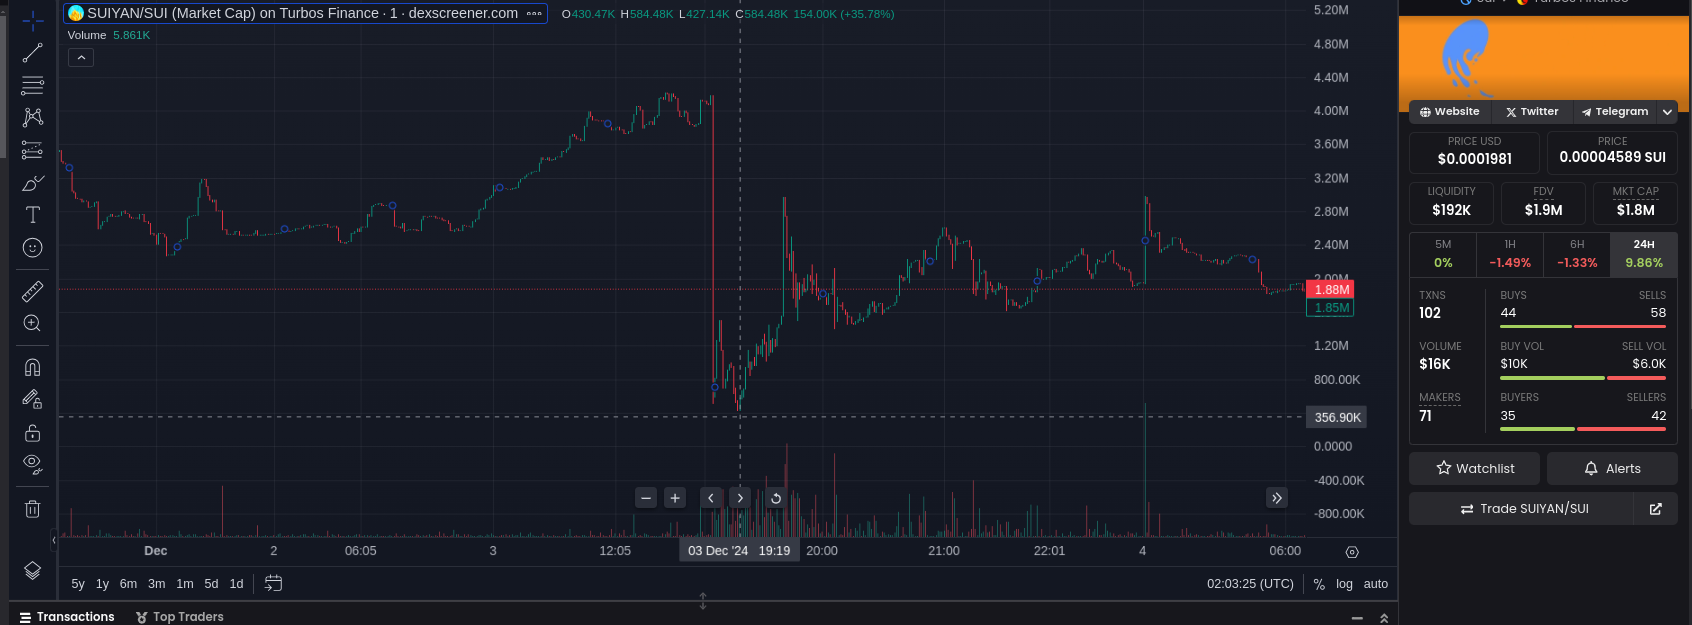 SUIYAN/SUI (Market Cap) on Turbos Finance · 1 · dexscreener.com
O430.47K H584.48K L427.14K C584.48K 154.00K (+35.78%)
Volume 5.861K
5.20M
4.80M
4.40M
4.00M
3.60M
3.20M
2.80M
2.40M
2.00M
1.88M
1.85M
1.20M
800.00K
356.90K
0.0000
-400.00K
-800.00K
Dec
2
06:05
3
12:05
03 Dec '24 19:19
20:00
21:00
22:01
4
06:00
5y 1y 6m 3m 1m 5d 1d
02:03:25 (UTC) % log auto
Transactions Top Traders
Turbos Finance
Website Twitter Telegram
PRICE USD
$0.0001981
PRICE
0.00004589 SUI
LIQUIDITY
$192K
FDV
$1.9M
MKT CAP
$1.8M
5M
0%
1H
-1.49%
6H
-1.33%
24H
9.86%
TXNS
102
BUYS
44
SELLS
58
VOLUME
$16K
BUY VOL
$10K
SELL VOL
$6.0K
MAKERS
71
BUYERS
35
SELLERS
42
Watchlist
Alerts
Trade SUIYAN/SUI